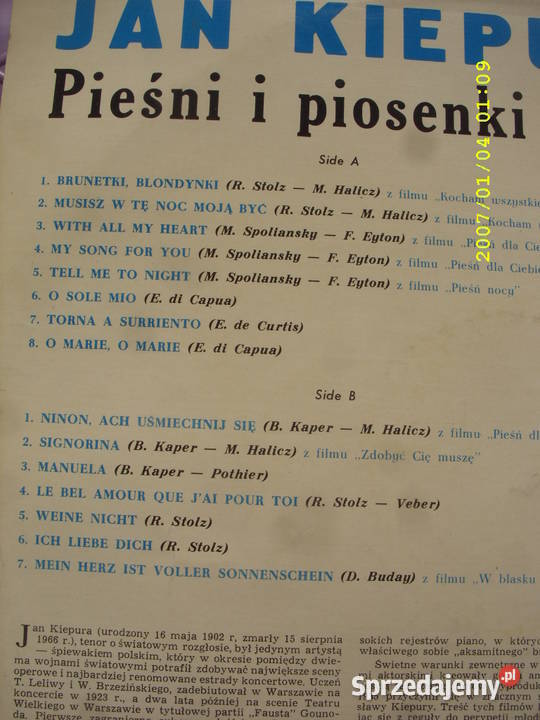 JAN KIEPU
Pieśni i piosenki
Side A
1. BRUNETKI, BLONDYNKI (R. Stolz — M. Halicz) z filmu „Kocham wszystkie
2. MUSISZ W TĘ NOC MOJĄ BYĆ (R. Stolz — M. Halicz) z filmu „Kocham
3. WITH ALL MY HEART (M. Spoliansky — F. Eyton) z filmu „Pieśń dla Cie
4. MY SONG FOR YOU (M. Spoliansky — F. Eyton) z filmu „Pieśń dla Ciebie
5. TELL ME TO NIGHT (M. Spoliansky — F. Eyton) z filmu „Pieśń nocy”
6. O SOLE MIO (E. di Capua)
7. TORNA A SURRIENTO (E. de Curtis)
8. O MARIE, O MARIE (E. di Capua)
2007/01/04 01:09
Side B
1. NINON, ACH UŚMIECHNIJ SIĘ (B. Kaper — M. Halicz) z filmu „Pieśń dl
2. SIGNORINA (B. Kaper — M. Halicz) z filmu „Zdobyć Cię muszę”
3. MANUELA (B. Kaper — Pothier)
4. LE BEL AMOUR QUE J'AI POUR TOI (R. Stolz — Veber)
5. WEINE NICHT (R. Stolz)
6. ICH LIEBE DICH (R. Stolz)
7. MEIN HERZ IST VOLLER SONNENSCHEIN (D. Buday) z filmu „W blasku
Jan Kiepura (urodzony 16 maja 1902 r, zmarły 15 sierpnia
1966 r.), tenor o światowym rozgłosie, był jedynym artystą
— śpiewakiem polskim, który w okresie pomiędzy dwie-
ma wojnami światowymi potrafił zdobywać największe sceny
operowe i najbardziej renomowane estrady koncertowe. Uczeń
T. Leliwy i W. Brzezińskiego, zadebiutował w Warszawie na
koncercie w 1923 r., a dwa lata później na scenie Teatru
Wielkiego w Warszawie w tytułowej partii „Fausta” Gouno-
da. Pierwsze zagraniczne
sokich rejestrów piano, w których
właściwego sobie „aksamitnego” bi
Świetne warunki zewnętrzne w
sławy Kiepury. Treść tych filmów
Sprzedajemy.pl